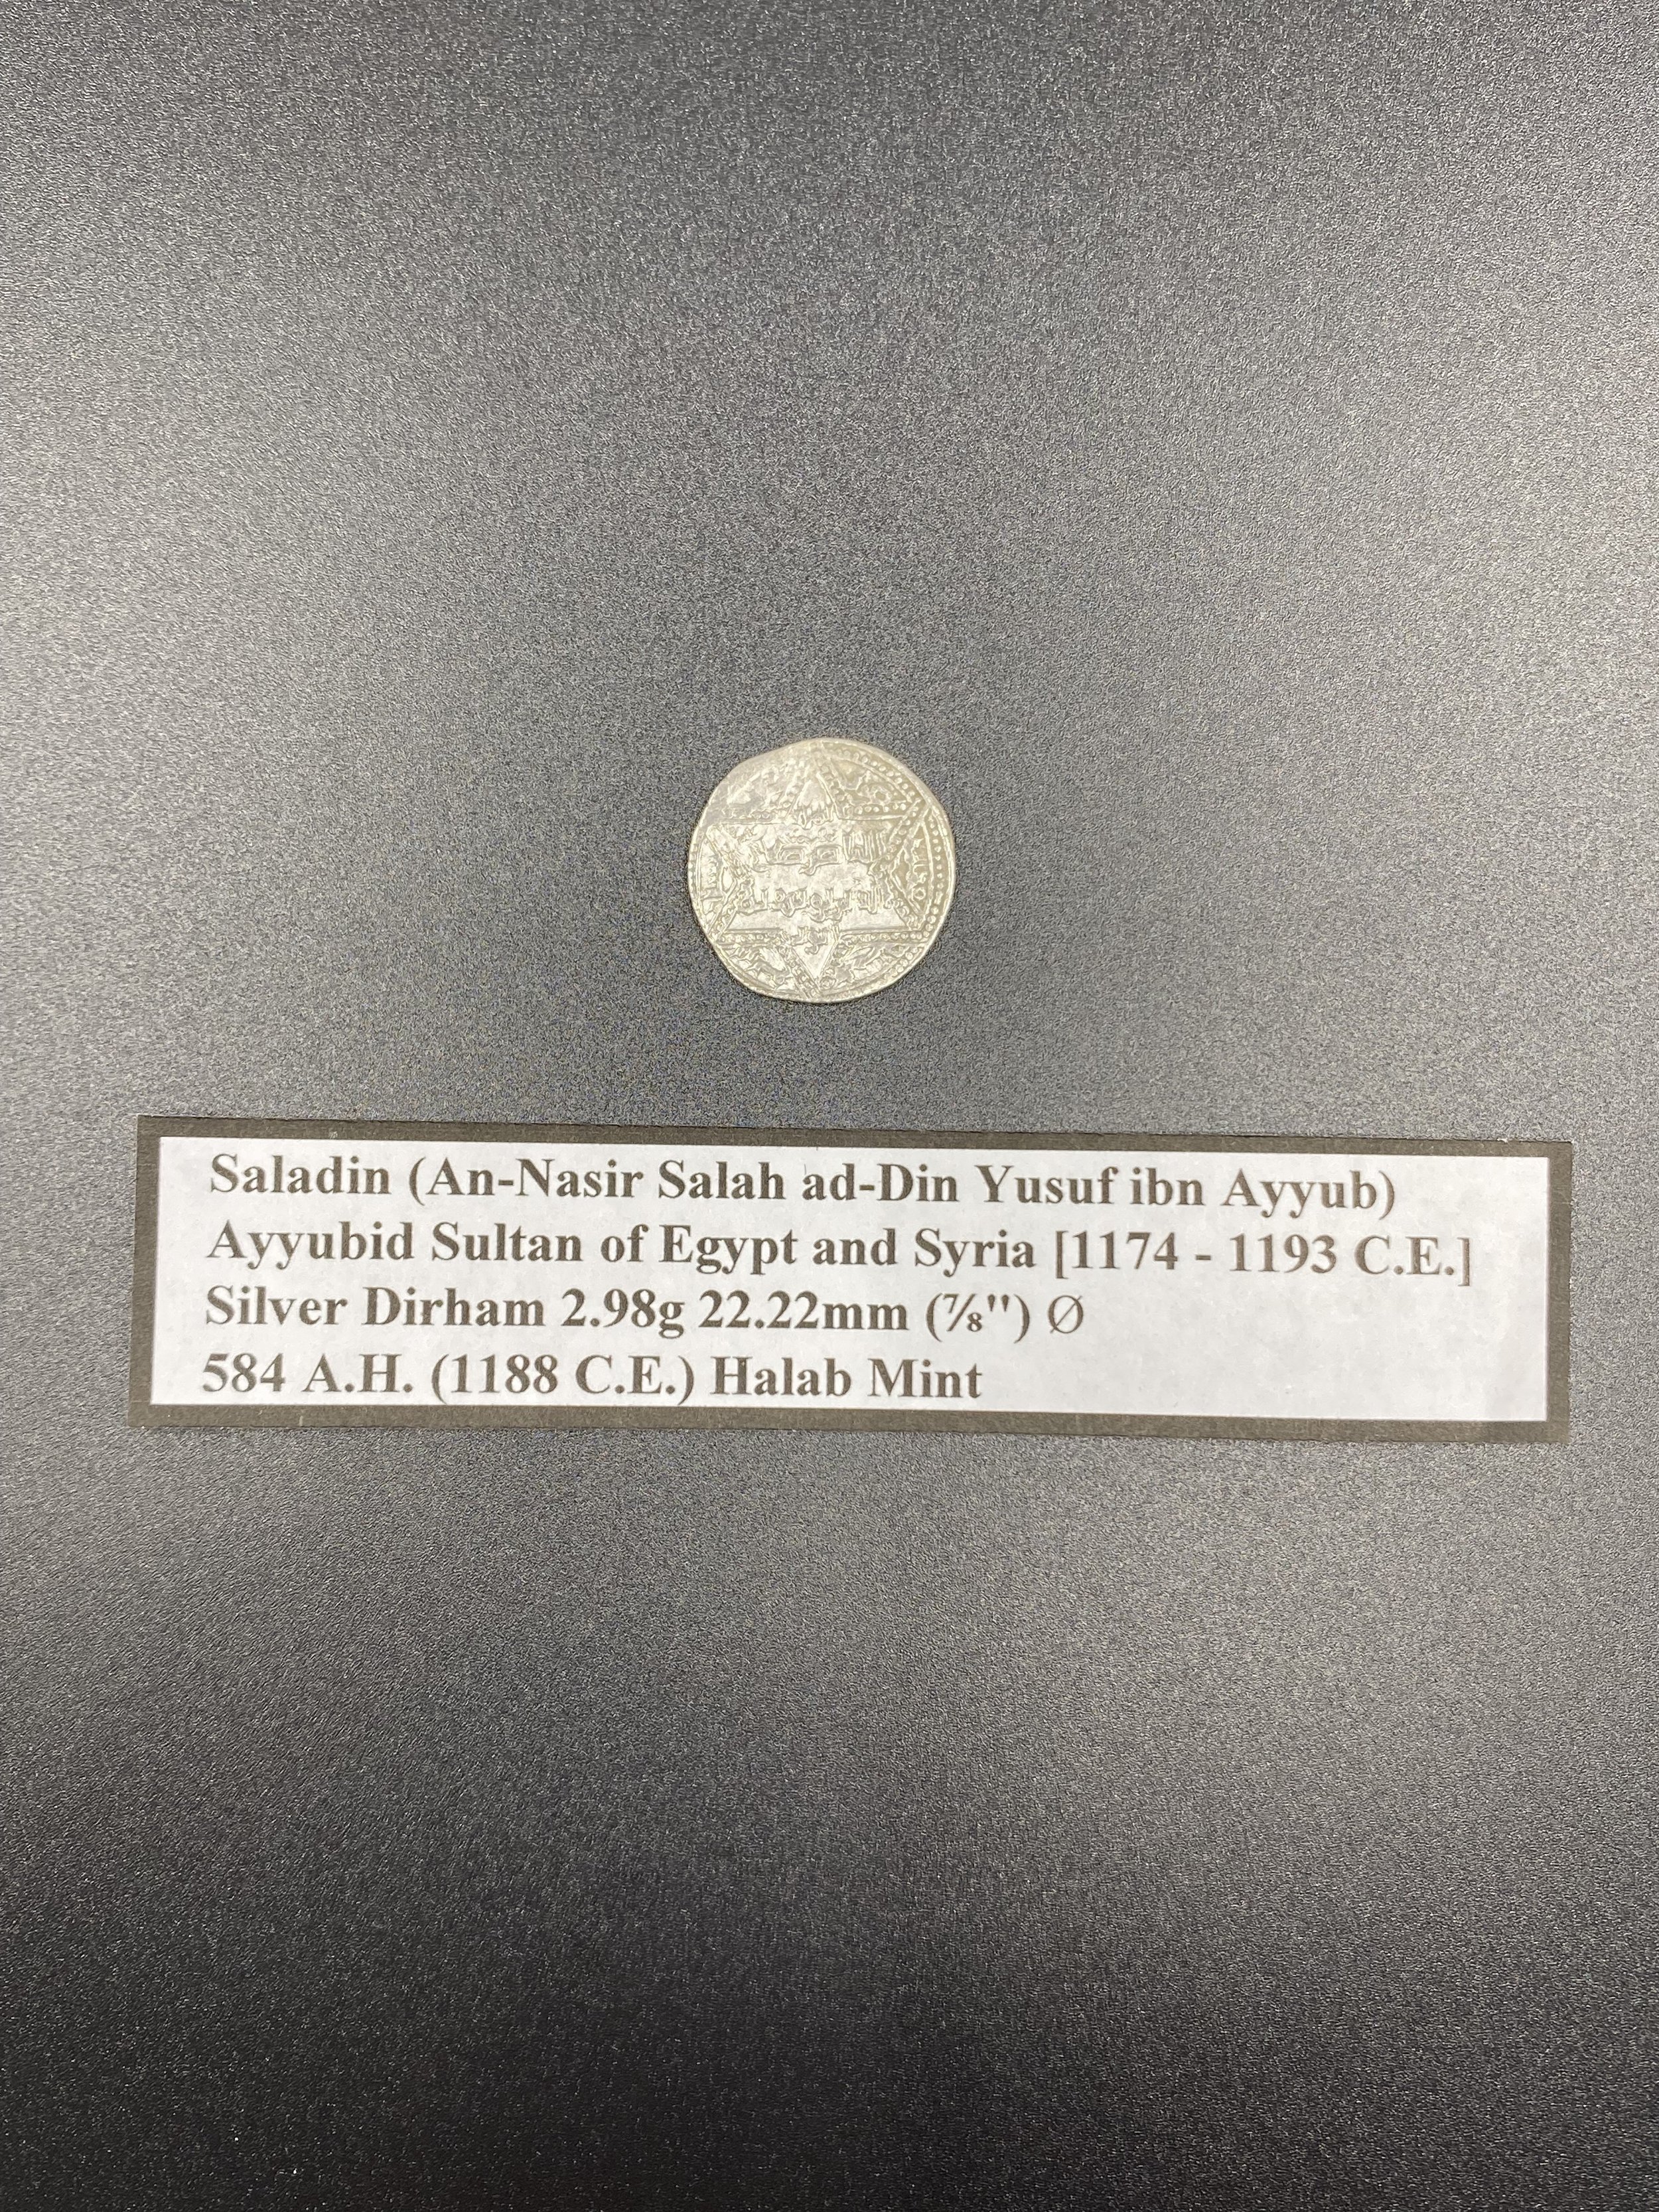 Saladin (An-Nasir Salah ad-Din Yusuf ibn Ayyub)
Ayyubid Sultan of Egypt and Syria [1174 - 1193 C.E.]
Silver Dirham 2.98g 22.22mm (⅞") Ø
584 A.H. (1188 C.E.) Halab Mint